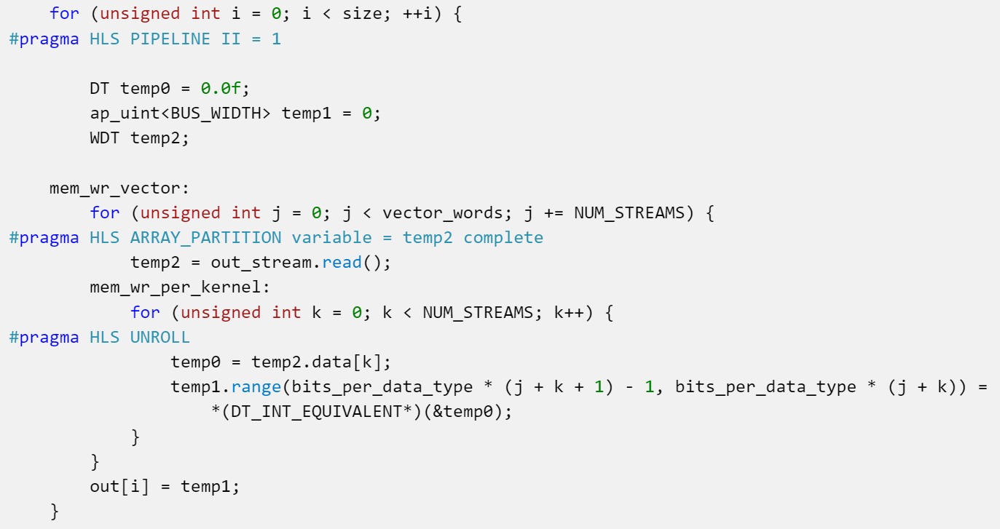 for (unsigned int i = 0; i < size; ++i) {
#pragma HLS PIPELINE II = 1
DT temp0 = 0.0f;
ap_uint<BUS_WIDTH> temp1 = 0;
WDT temp2;
mem_wr_vector:
for (unsigned int j = 0; j < vector_words; j += NUM_STREAMS) {
#pragma HLS ARRAY_PARTITION variable = temp2 complete
temp2 = out_stream.read();
mem_wr_per_kernel:
for (unsigned int k = 0; k < NUM_STREAMS; k++) {
#pragma HLS UNROLL
temp0 = temp2.data[k];
temp1.range(bits_per_data_type * (j + k + 1) - 1, bits_per_data_type * (j + k)) =
*(DT_INT_EQUIVALENT*)(&temp0);
}
}
out[i] = temp1;
}